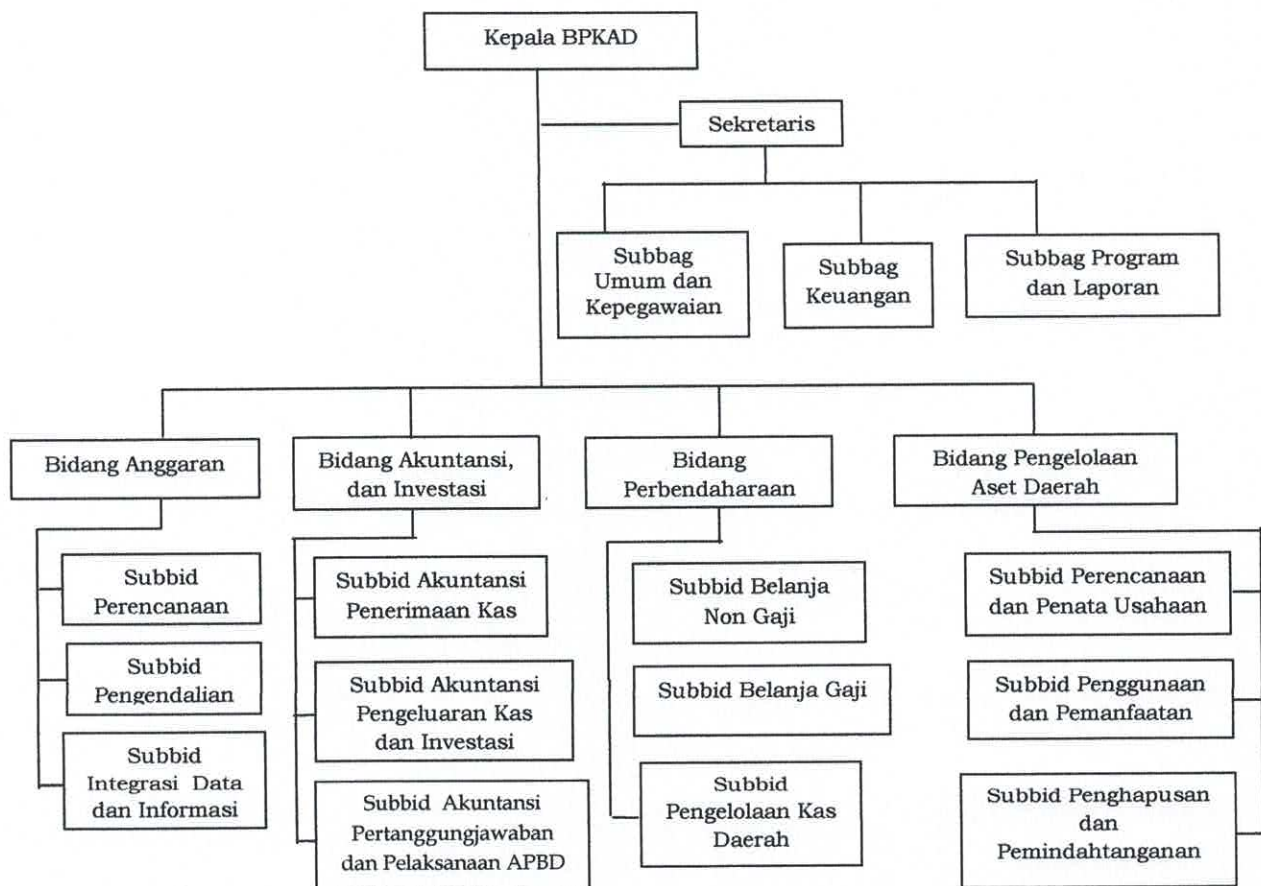 Kepala BPKAD
Sekretaris
Subbag
Umum dan
Kepegawaian
Subbag
Keuangan
Subbag Program
dan Laporan
Bidang Anggaran
Subbid
Perencanaan
Subbid
Pengendalian
Subbid
Integrasi Data
dan Informasi
Bidang Akuntansi,
dan Investasi
Subbid Akuntansi
Penerimaan Kas
Subbid Akuntansi
Pengeluaran Kas
dan Investasi
Subbid Akuntansi
Pertanggungjawaban
dan Pelaksanaan APBD
Bidang
Perbendaharaan
Subbid Belanja
Non Gaji
Subbid Belanja Gaji
Subbid
Pengelolaan Kas
Daerah
Bidang Pengelolaan
Aset Daerah
Subbid Perencanaan
dan Penata Usahaan
Subbid Penggunaan
dan Pemanfaatan
Subbid Penghapusan
dan
Pemindahtanganan